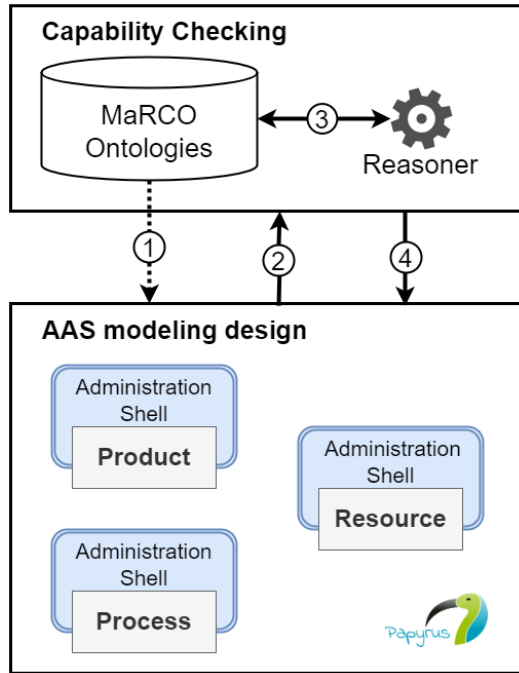 Capability Checking
MaRCO
Ontologies
3
Reasoner
1
2
4
AAS modeling design
Administration
Shell
Product
Administration
Shell
Resource
Administration
Shell
Process
Papyrus